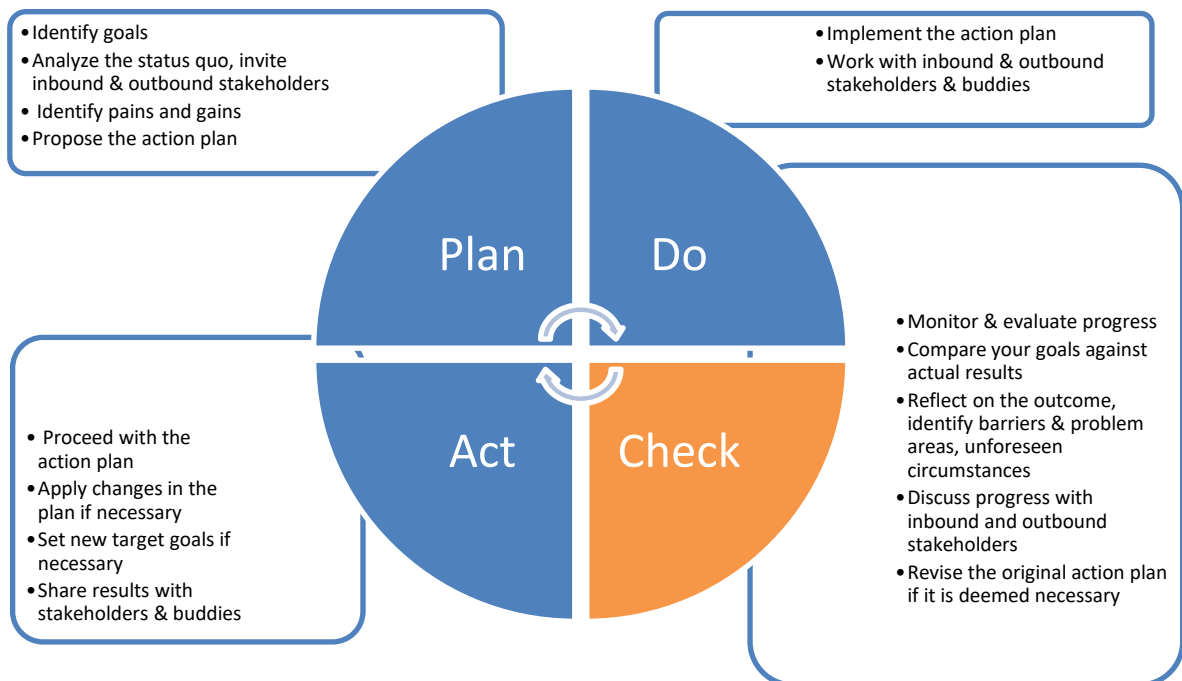 •Identify goals
•Analyze the status quo, invite
inbound & outbound stakeholders
• Identify pains and gains
•Propose the action plan
•Implement the action plan
•Work with inbound & outbound
stakeholders & buddies
Plan
Do
•Monitor & evaluate progress
•Compare your goals against
actual results
•Reflect on the outcome,
identify barriers & problem
areas, unforeseen
circumstances
•Discuss progress with
inbound and outbound
stakeholders
•Revise the original action plan
if it is deemed necessary
Act
Check
• Proceed with the
action plan
•Apply changes in the
plan if necessary
•Set new target goals if
necessary
•Share results with
stakeholders & buddies